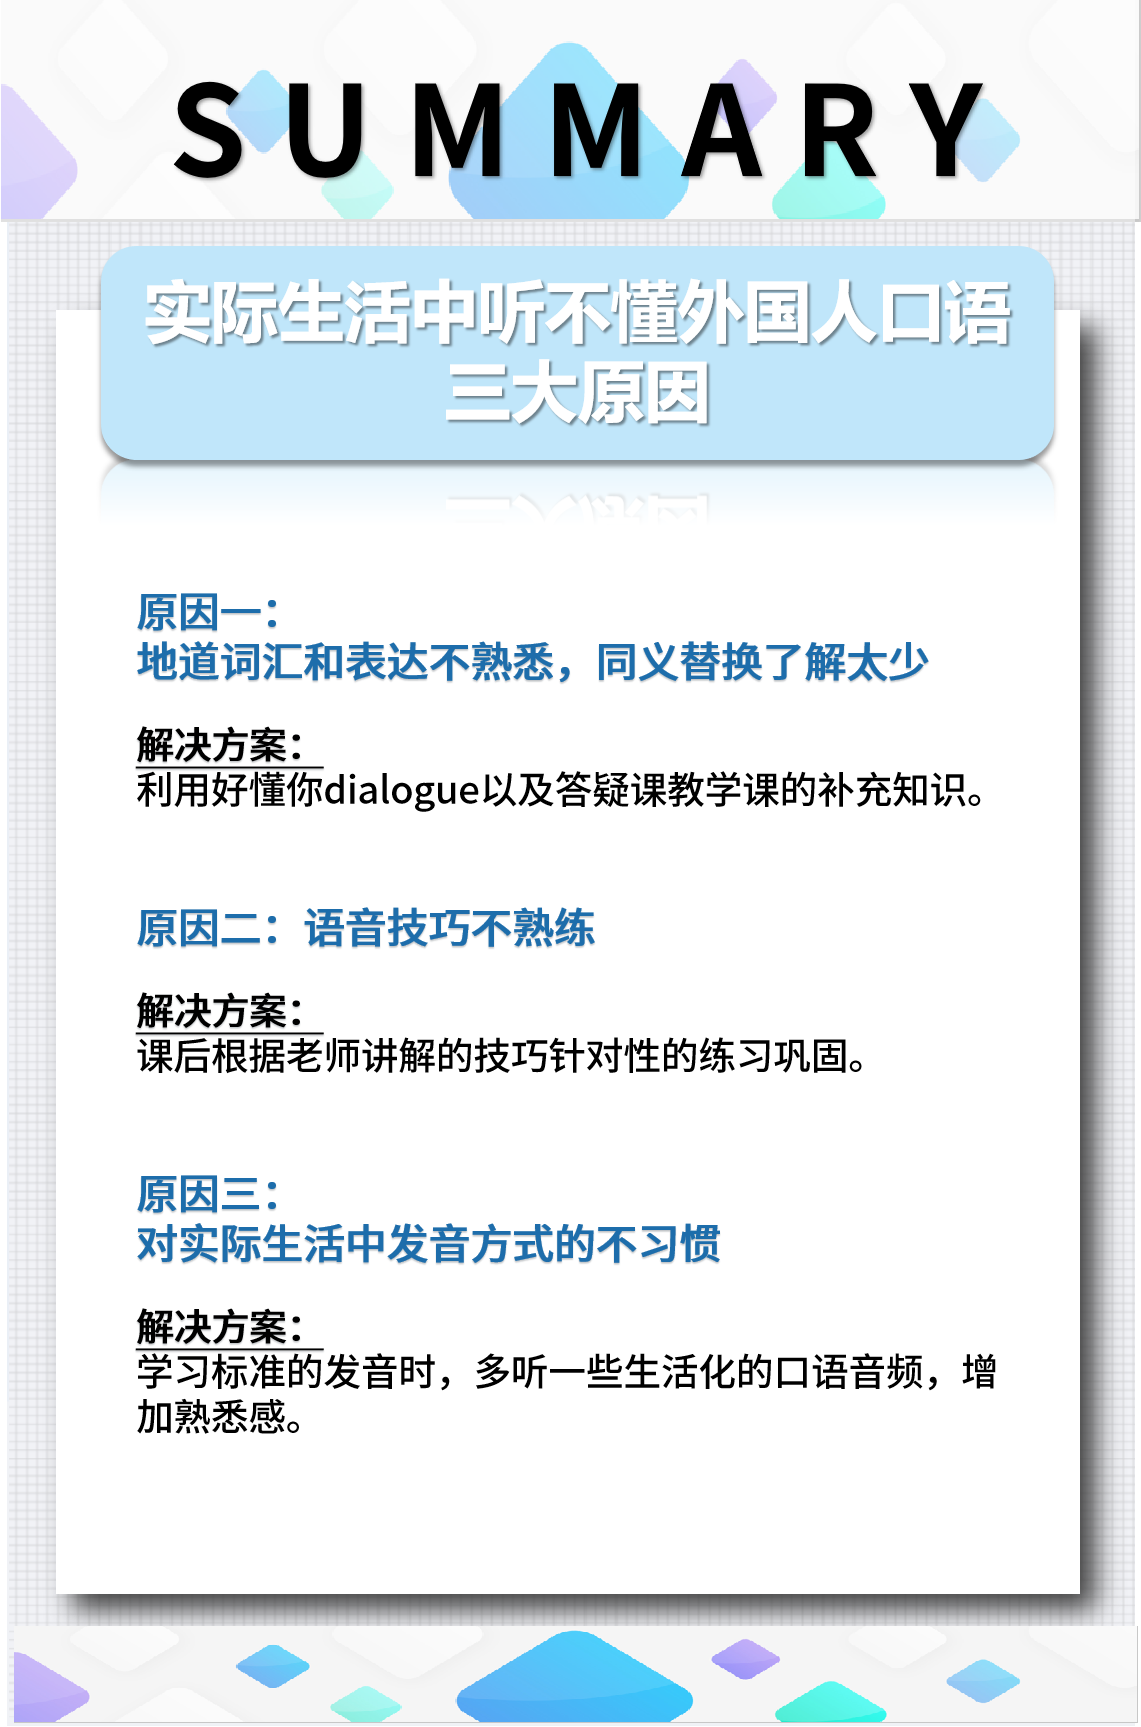 SUMMARY
实际生活中听不懂外国人口语
三大原因
原因一：
地道词汇和表达不熟悉，同义替换了解太少
解决方案：
利用好懂你dialogue以及答疑课教学课的补充知识。
原因二：语音技巧不熟练
解决方案：
课后根据老师讲解的技巧针对性的练习巩固。
原因三：
对实际生活中发音方式的不习惯
解决方案：
学习标准的发音时，多听一些生活化的口语音频，增
加熟悉感。